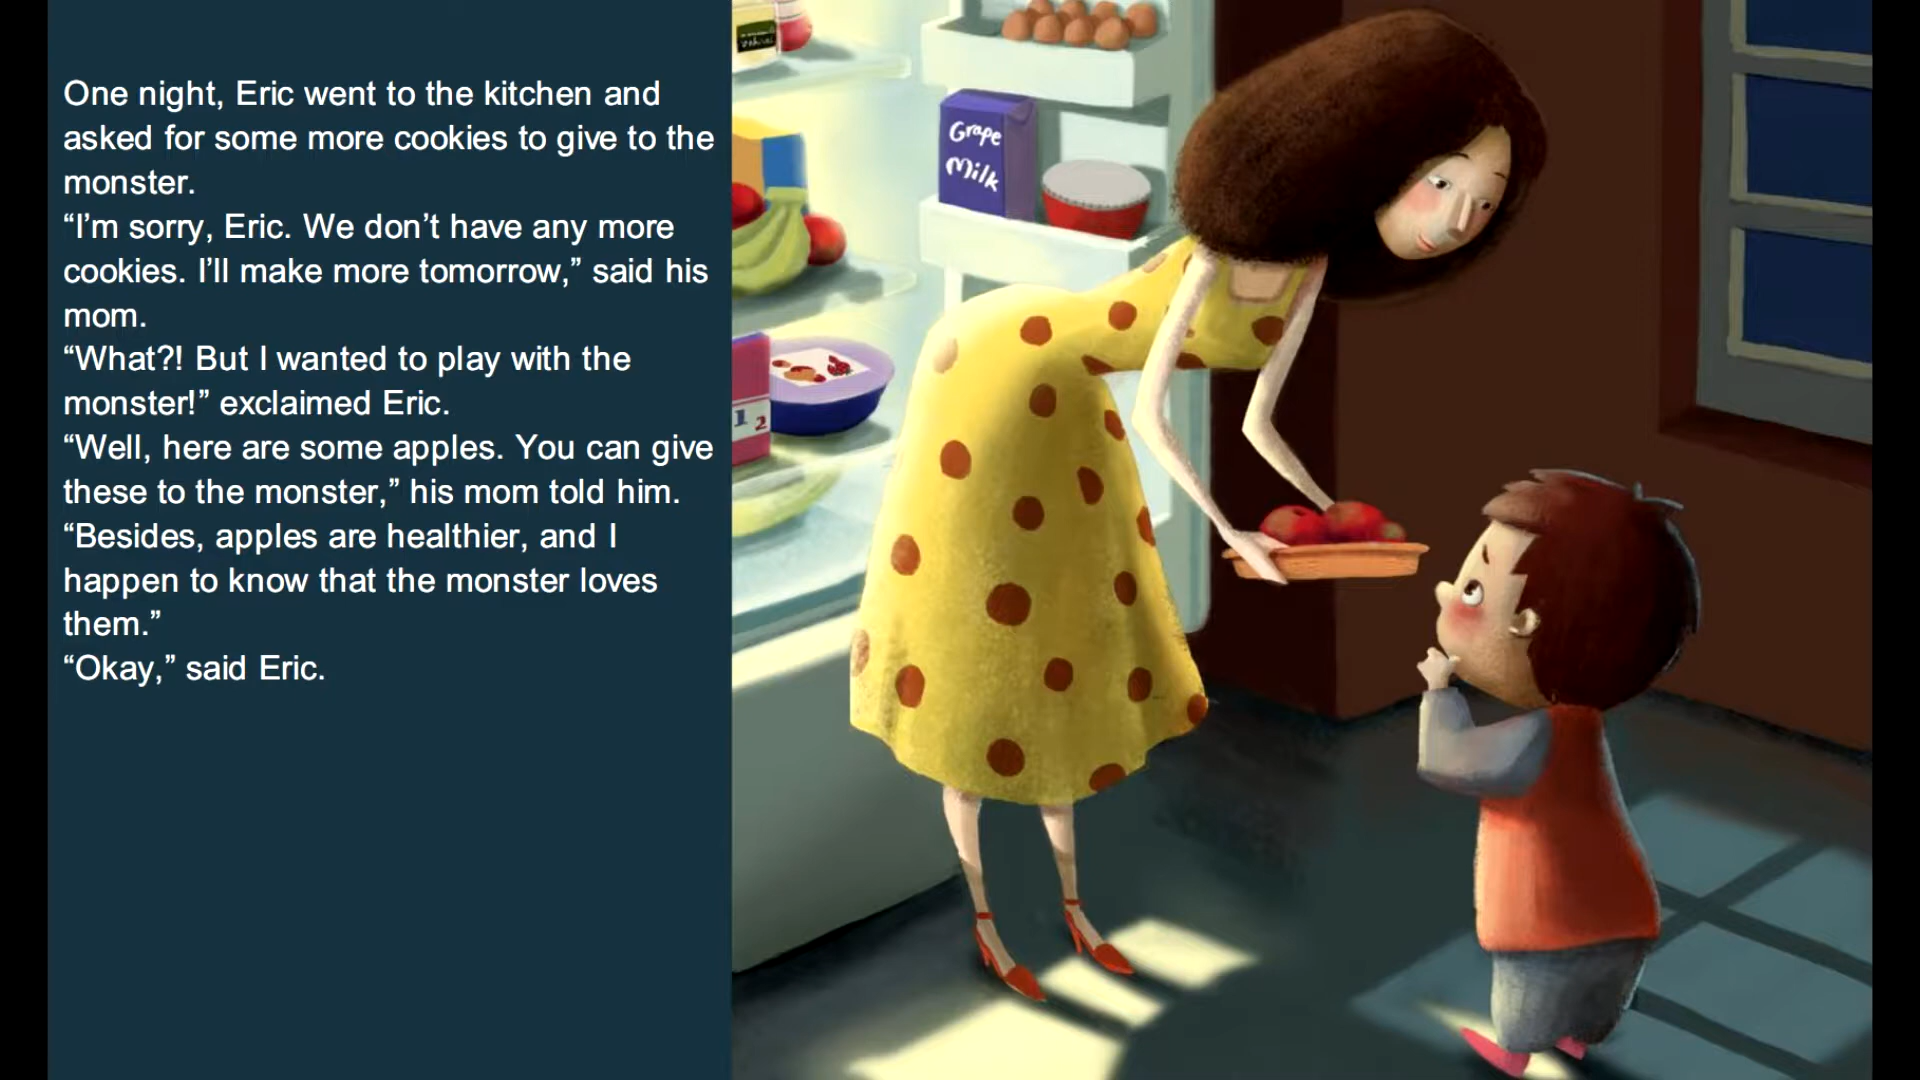 One night, Eric went to the kitchen and
asked for some more cookies to give to the
monster.
“I’m sorry, Eric. We don’t have any more
cookies. I’ll make more tomorrow,” said his
mom.
“What?! But I wanted to play with the
monster!” exclaimed Eric.
“Well, here are some apples. You can give
these to the monster,” his mom told him.
“Besides, apples are healthier, and I
happen to know that the monster loves
them.”
“Okay,” said Eric.
Grape
Milk
1 2